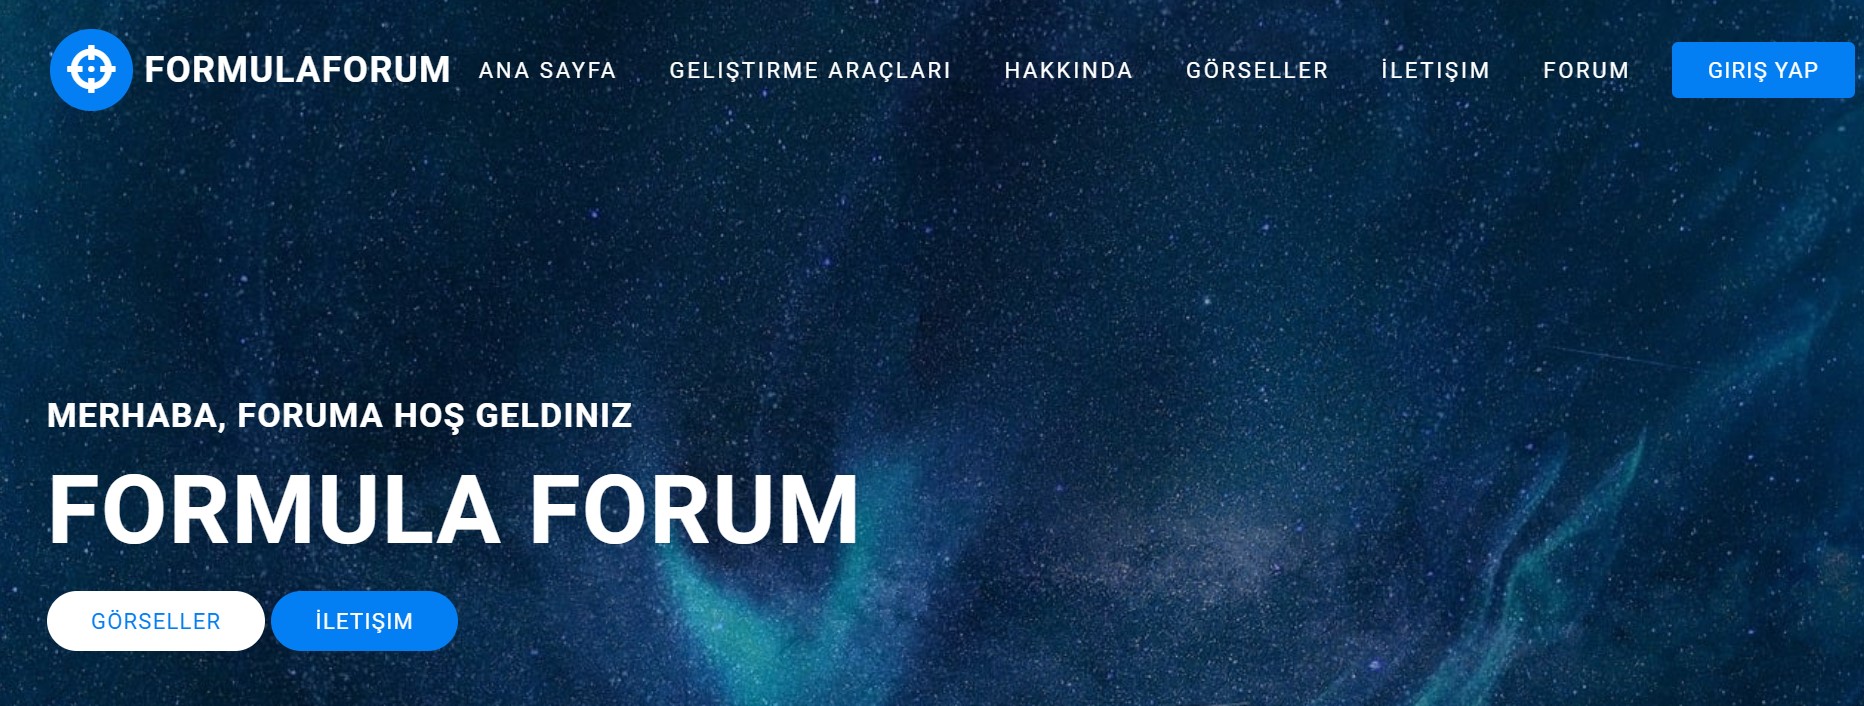 FORMULAFORUM ANA SAYFA GELIŞTIRME ARAÇLARI HAKKINDA GÖRSELLER İLETIŞIM FORUM GIRIŞ YAP
MERHABA, FORUMA HOŞ GELDINIZ
FORMULA FORUM
GÖRSELLER İLETIŞIM